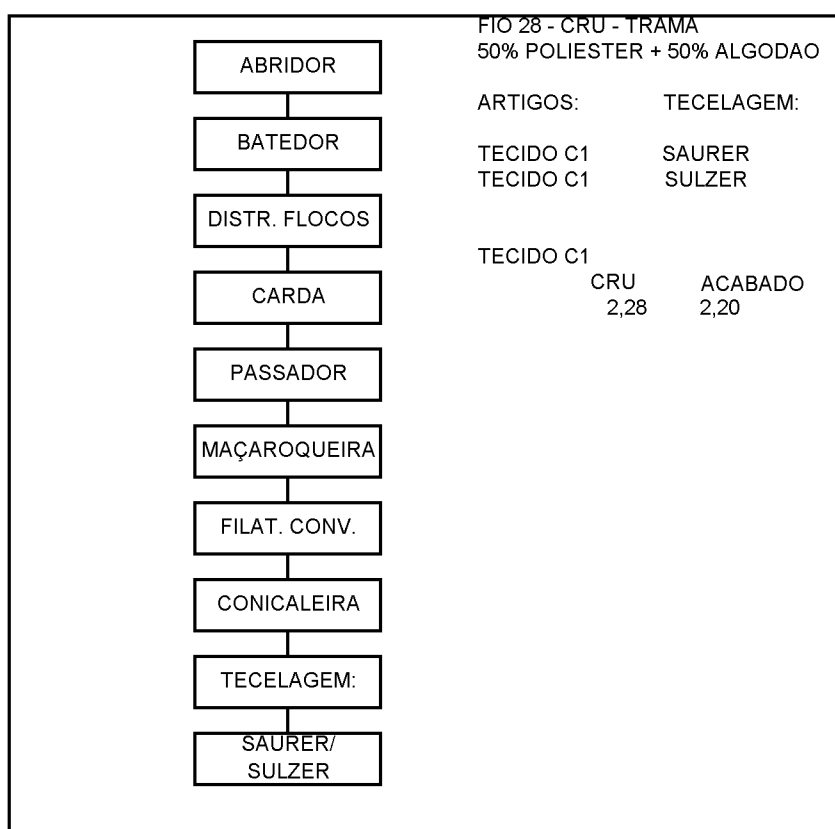 ABRIDOR
BATEDOR
DISTR. FLOCOS
CARDA
PASSADOR
MAÇAROQUEIRA
FILAT. CONV.
CONICALEIRA
TECELAGEM:
SAURER/
SULZER
FIO 28 - CRU - TRAMA
50% POLIESTER + 50% ALGODAO
ARTIGOS: TECELAGEM:
TECIDO C1 SAURER
TECIDO C1 SULZER
TECIDO C1
CRU ACABADO
2,28 2,20